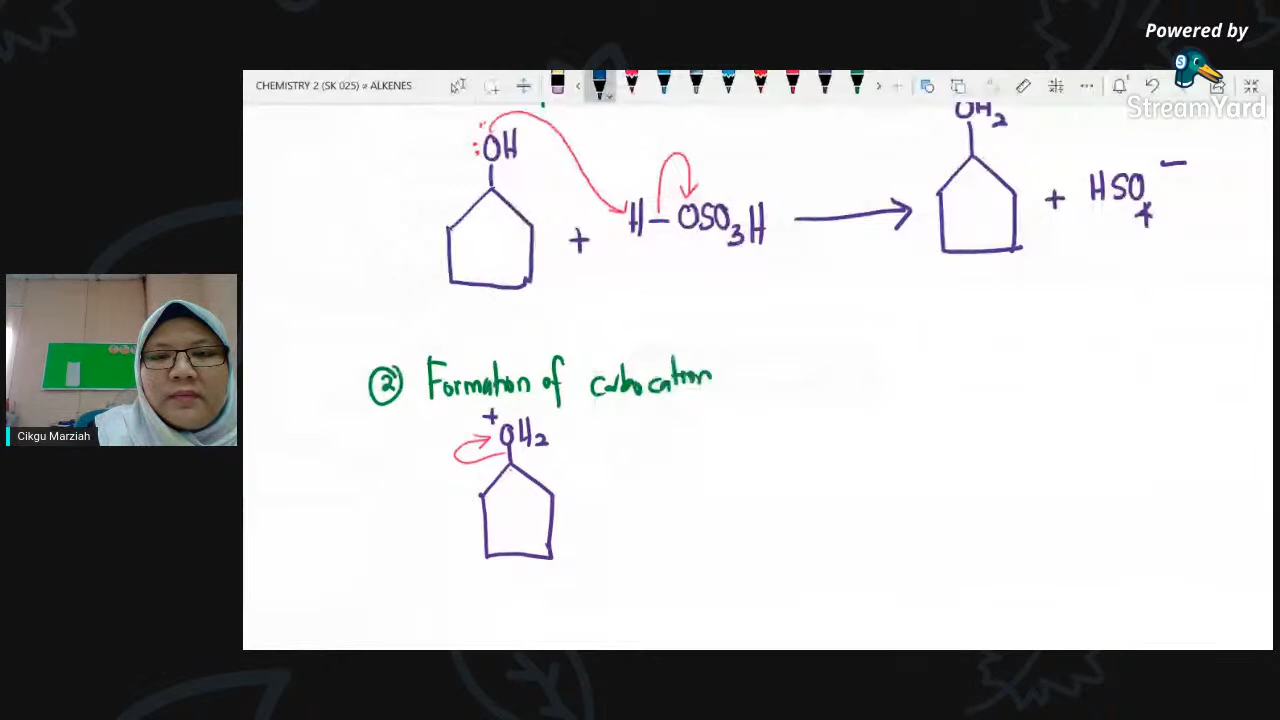 Powered by
StreamYard
CHEMISTRY 2 (SK 025) ≈ ALKENES
:OH
+ H – OSO3H
OH2
+ HSO4 –
② Formation of carbocation
+
OH2
Cikgu Marziah